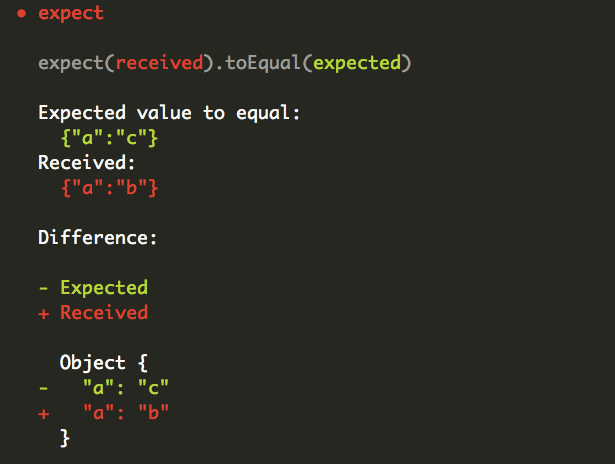 ● expect
expect(received).toEqual(expected)
Expected value to equal:
{"a":"c"}
Received:
{"a":"b"}
Difference:
- Expected
+ Received
Object {
- "a": "c"
+ "a": "b"
}